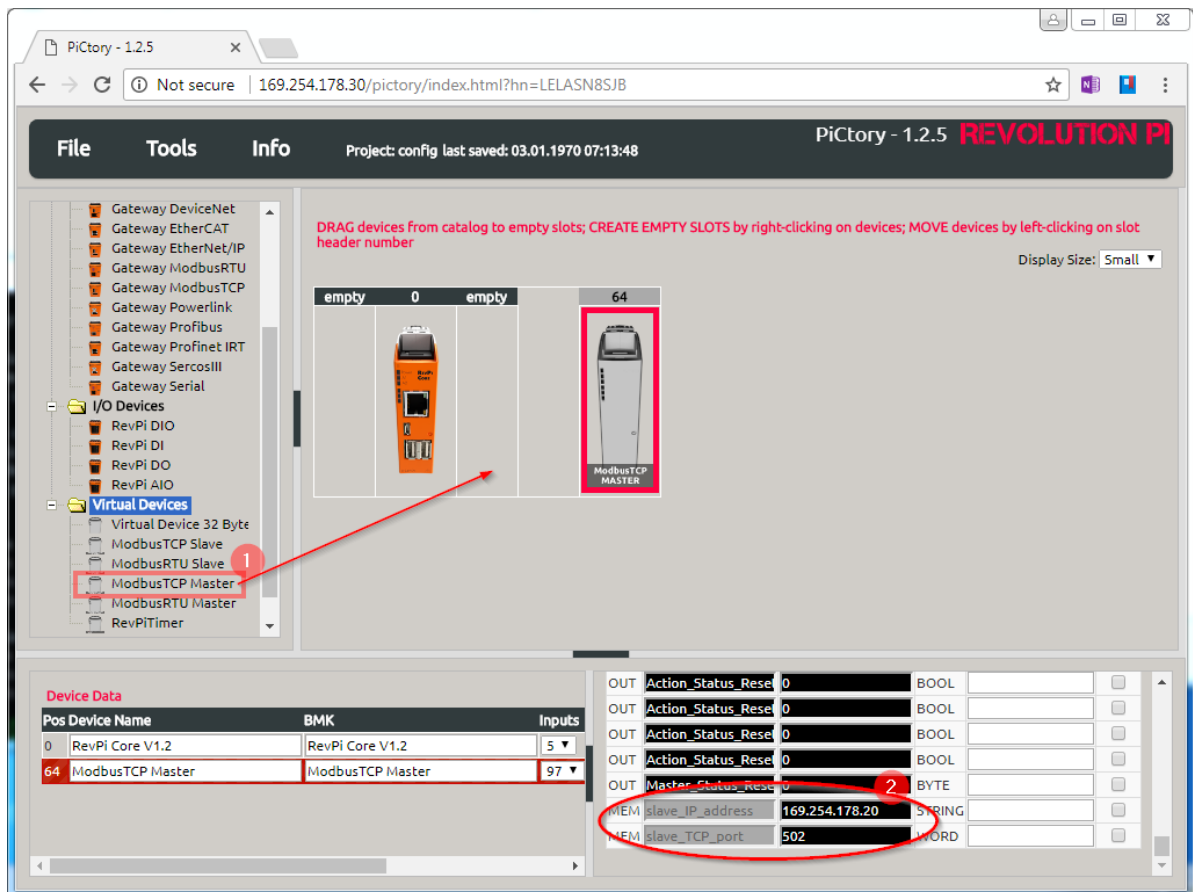 PiCtory - 1.2.5
Not secure | 169.254.178.30/pictory/index.html?hn=LELASN8SJB
File Tools Info Project: config last saved: 03.01.1970 07:13:48 PiCtory - 1.2.5 REVOLUTION PI
Gateway DeviceNet
Gateway EtherCAT
Gateway EtherNet/IP
Gateway ModbusRTU
Gateway ModbusTCP
Gateway Powerlink
Gateway Profibus
Gateway Profinet IRT
Gateway SercosIII
Gateway Serial
I/O Devices
RevPi DIO
RevPi DI
RevPi DO
RevPi AIO
Virtual Devices
Virtual Device 32 Byte
ModbusTCP Slave
ModbusRTU Slave
1
ModbusTCP Master
ModbusRTU Master
RevPiTimer
DRAG devices from catalog to empty slots; CREATE EMPTY SLOTS by right-clicking on devices; MOVE devices by left-clicking on slot
header number
Display Size: Small
empty 0 empty 64
RevPi
Core
ModbusTCP
MASTER
Device Data
Pos Device Name BMK Inputs
0 RevPi Core V1.2 RevPi Core V1.2 5
64 ModbusTCP Master ModbusTCP Master 97
OUT Action_Status_Reset 0 BOOL
OUT Action_Status_Reset 0 BOOL
OUT Action_Status_Reset 0 BOOL
OUT Action_Status_Reset 0 BOOL
OUT Master_Status_Reset 0 BYTE
2
MEM slave_IP_address 169.254.178.20 STRING
MEM slave_TCP_port 502 WORD